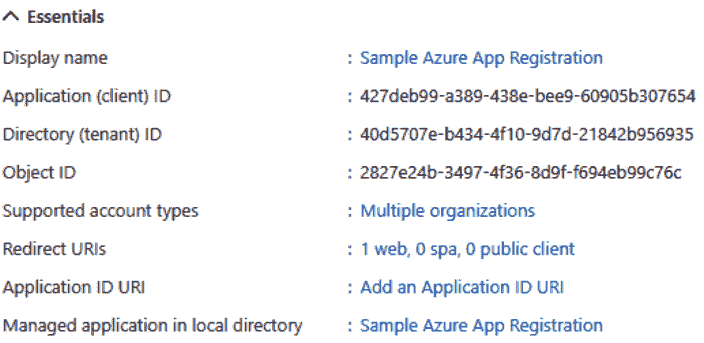 Essentials
Display name : Sample Azure App Registration
Application (client) ID : 427deb99-a389-438e-bee9-60905b307654
Directory (tenant) ID : 40d5707e-b434-4f10-9d7d-21842b956935
Object ID : 2827e24b-3497-4f36-8d9f-f694eb99c76c
Supported account types : Multiple organizations
Redirect URIs : 1 web, 0 spa, 0 public client
Application ID URI : Add an Application ID URI
Managed application in local directory : Sample Azure App Registration